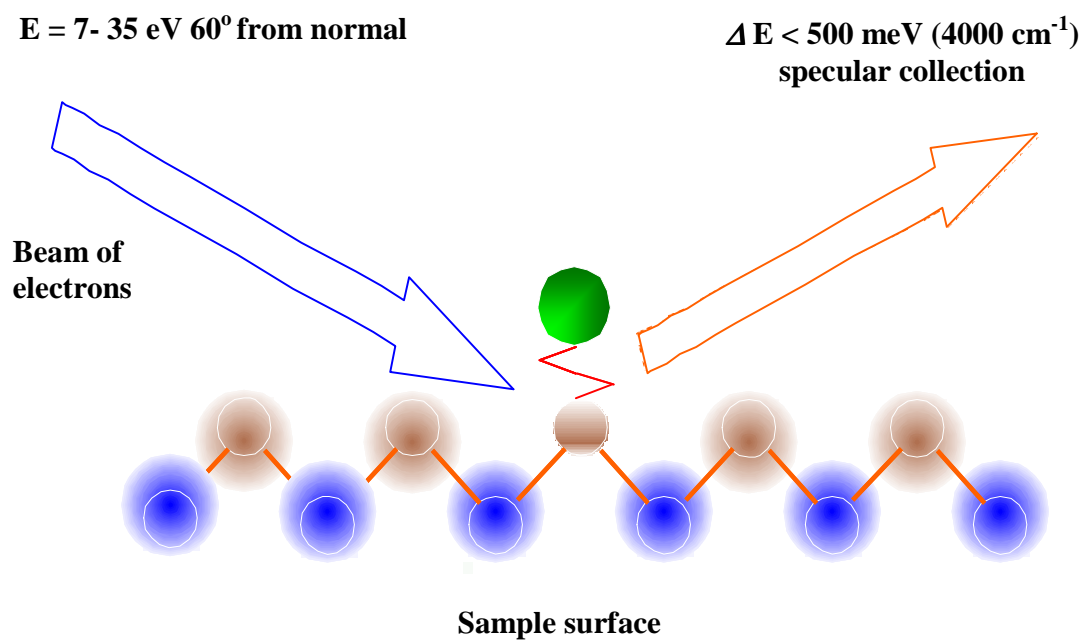 E = 7- 35 eV 60° from normal
Δ E < 500 meV (4000 cm⁻¹)
specular collection
Beam of
electrons
Sample surface